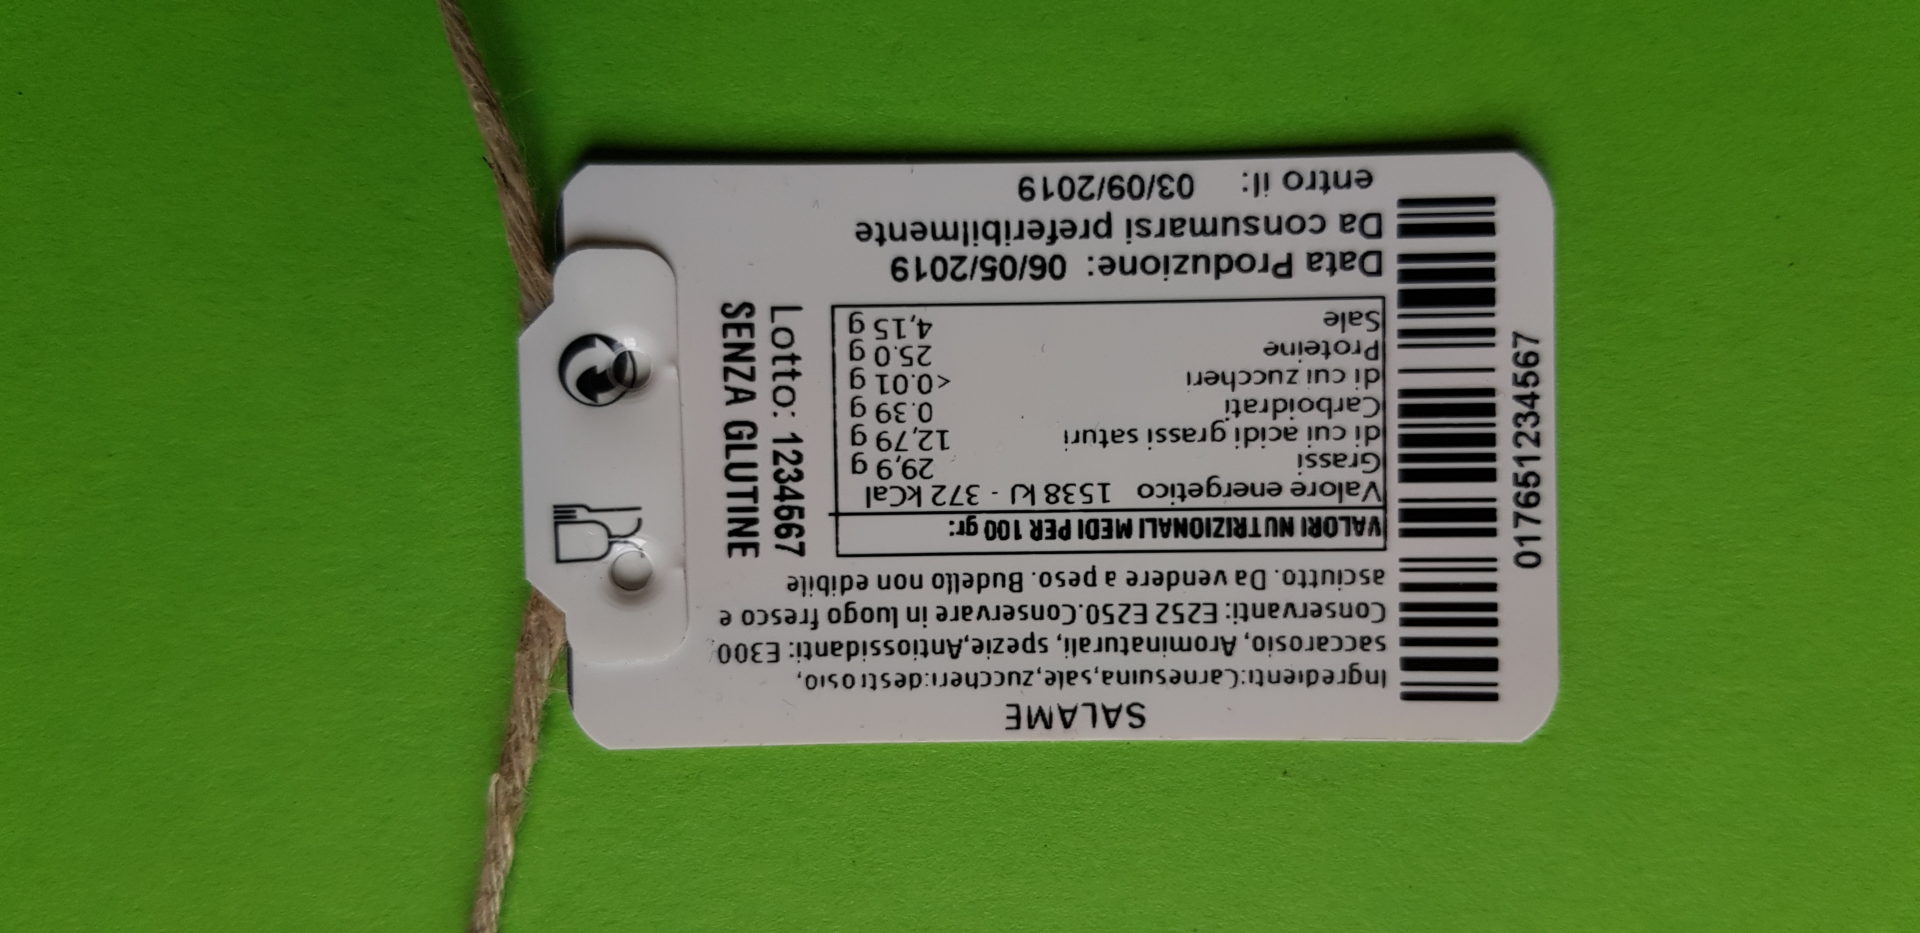 SALAME
Ingredienti:Carnesuina,sale,zuccheri:destrosio,
saccarosio, Arominaturali, spezie,Antiossidanti: E300
Conservanti: E252 E250.Conservare in luogo fresco e
asciutto. Da vendere a peso. Budello non edibile
VALORI NUTRIZIONALI MEDI PER 100 gr:
Valore energetico 1538 kJ - 372 kCal
Grassi 29,9 g
di cui acidi grassi saturi 12,79 g
Carboidrati 0.39 g
di cui zuccheri <0.01 g
Proteine 25.0 g
Sale 4,15 g
Data Produzione: 06/05/2019
Da consumarsi preferibilmente
entro il: 03/09/2019
Lotto: 1234567
SENZA GLUTINE
017651234567